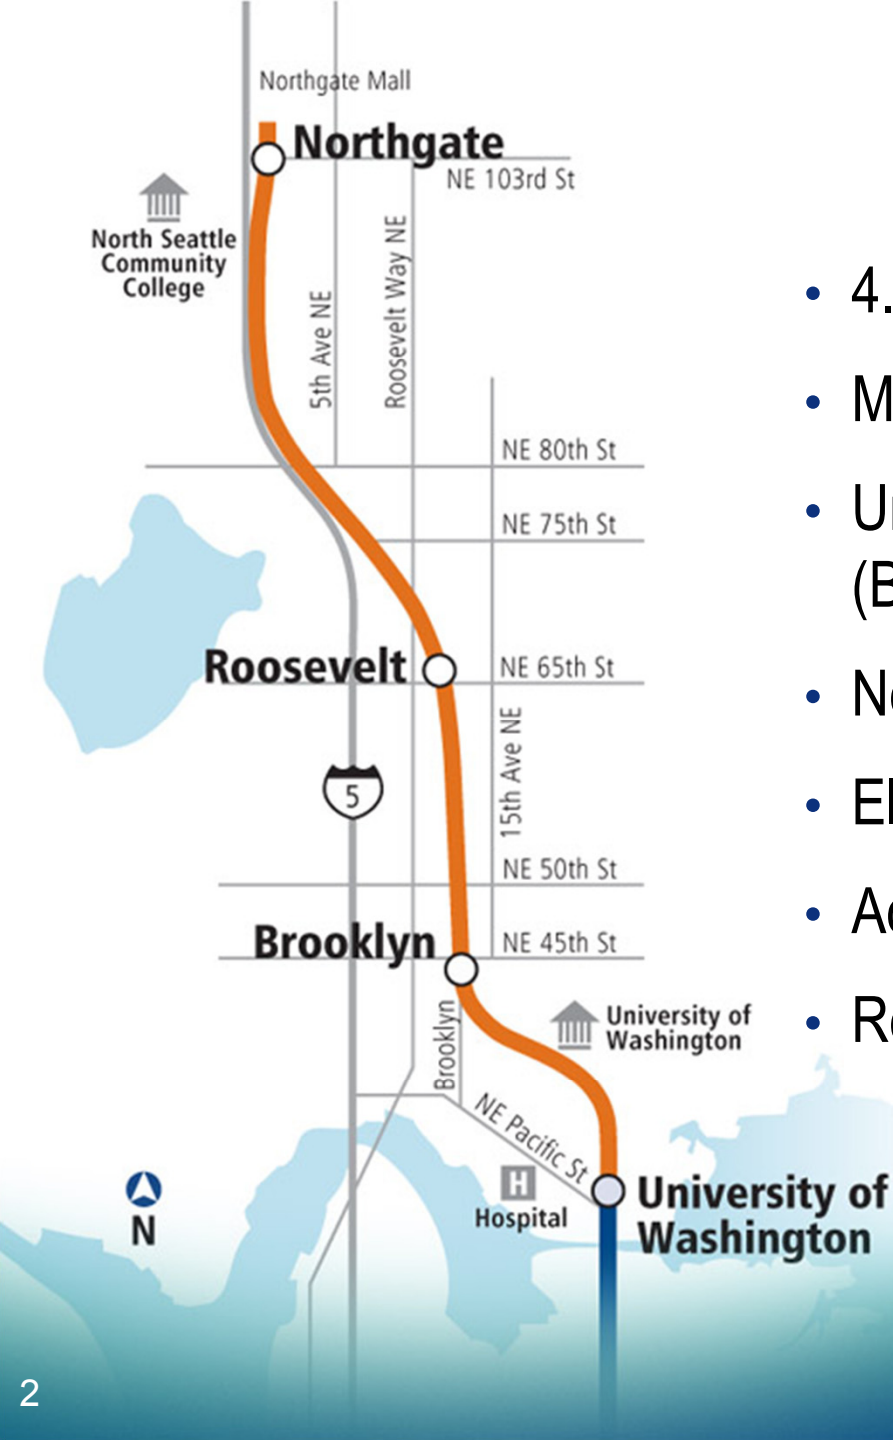 Northgate Mall
Northgate
NE 103rd St
North Seattle
Community
College
5th Ave NE
Roosevelt Way NE
NE 80th St
NE 75th St
Roosevelt
NE 65th St
15th Ave NE
5
NE 50th St
Brooklyn
NE 45th St
Brooklyn
University of
Washington
NE Pacific St
H
Hospital
University of
Washington
N
2
• 4.
•
•
(
•
•
•
•